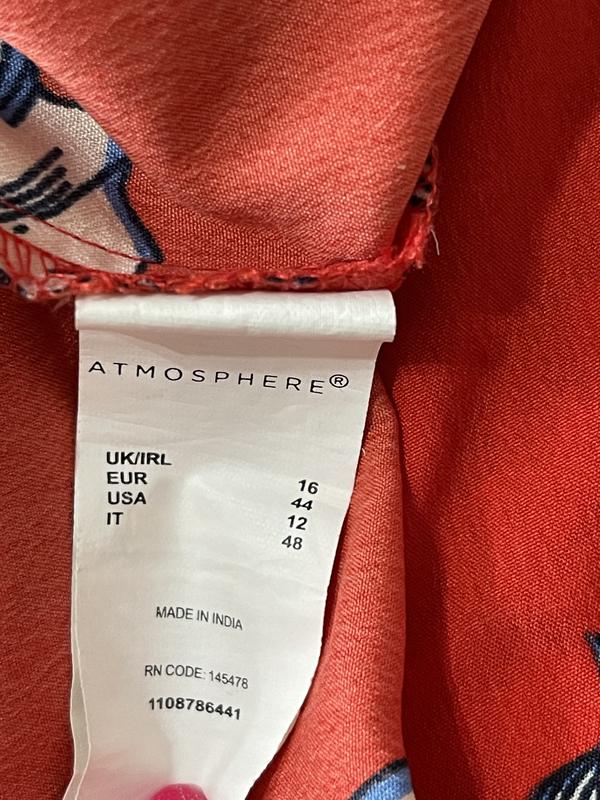 ATMOSPHERE®
UK/IRL 16
EUR 44
USA 12
IT 48
MADE IN INDIA
RN CODE: 145478
1108786441